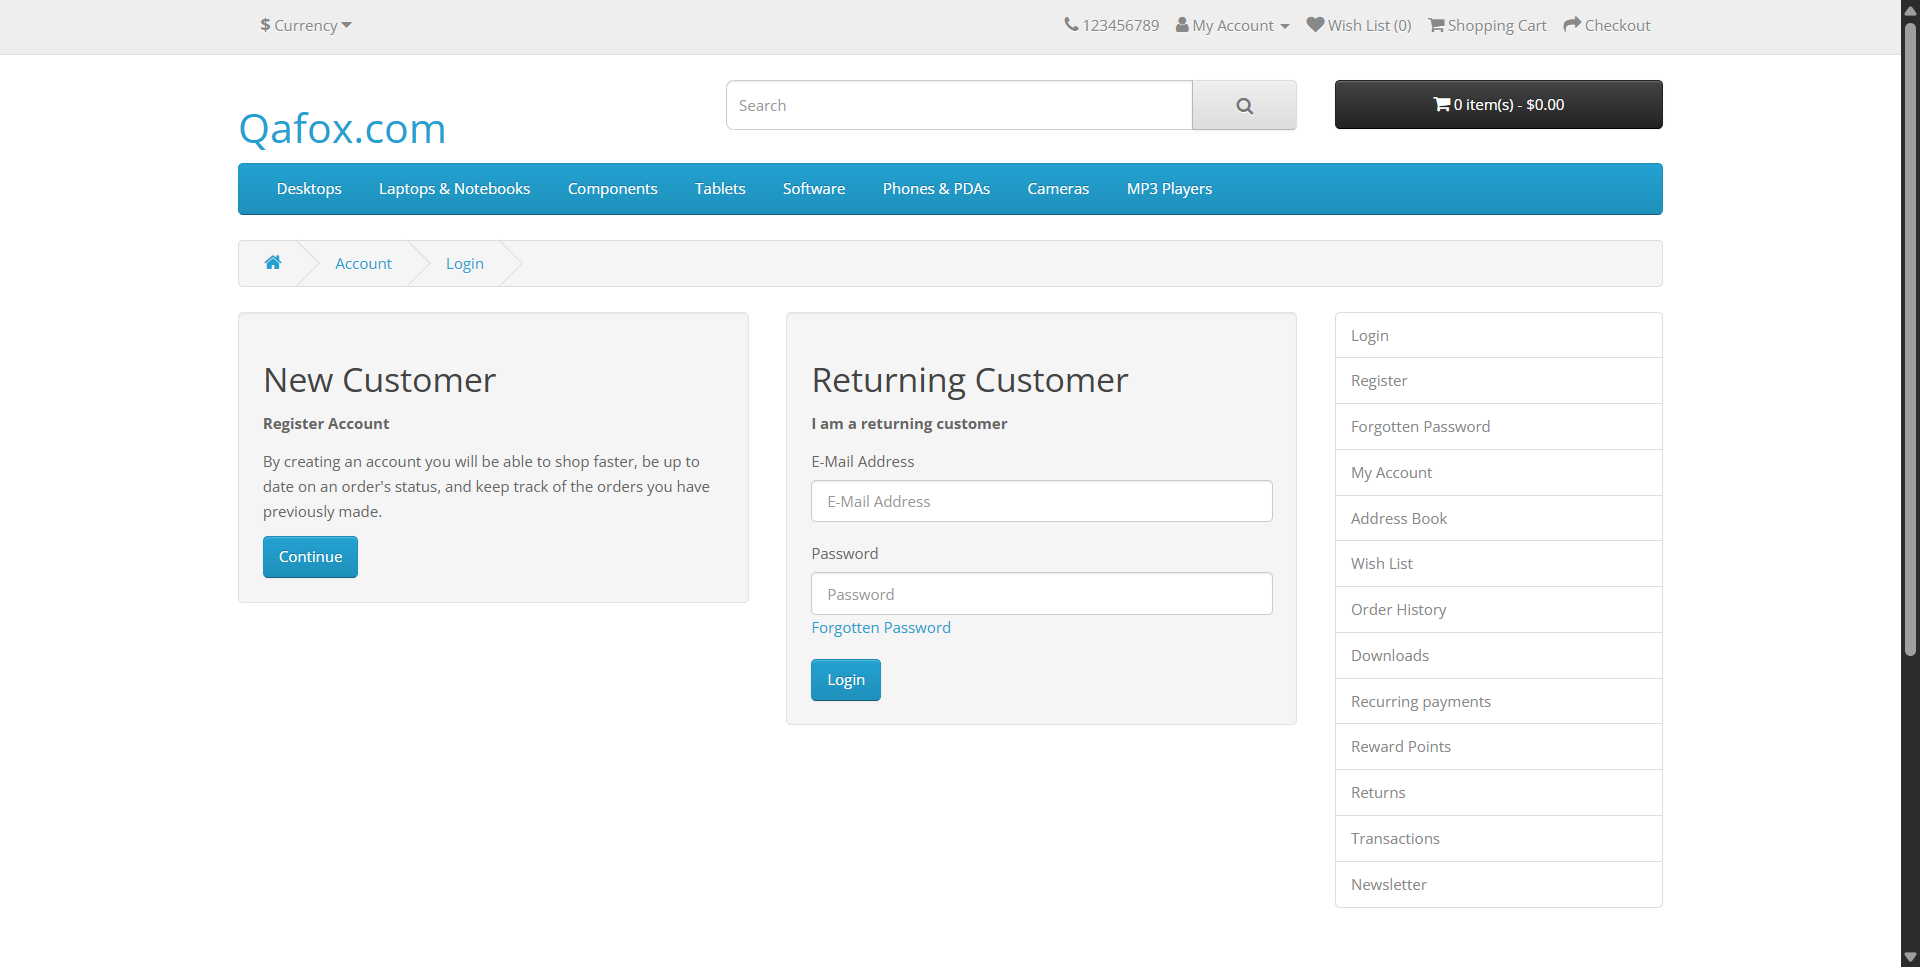 $ Currency
123456789 My Account Wish List (0) Shopping Cart Checkout
Search
0 item(s) - $0.00
Qafox.com
Desktops Laptops & Notebooks Components Tablets Software Phones & PDAs Cameras MP3 Players
Account Login
New Customer
Register Account
By creating an account you will be able to shop faster, be up to
date on an order's status, and keep track of the orders you have
previously made.
Continue
Returning Customer
I am a returning customer
E-Mail Address
E-Mail Address
Password
Password
Forgotten Password
Login
Login
Register
Forgotten Password
My Account
Address Book
Wish List
Order History
Downloads
Recurring payments
Reward Points
Returns
Transactions
Newsletter